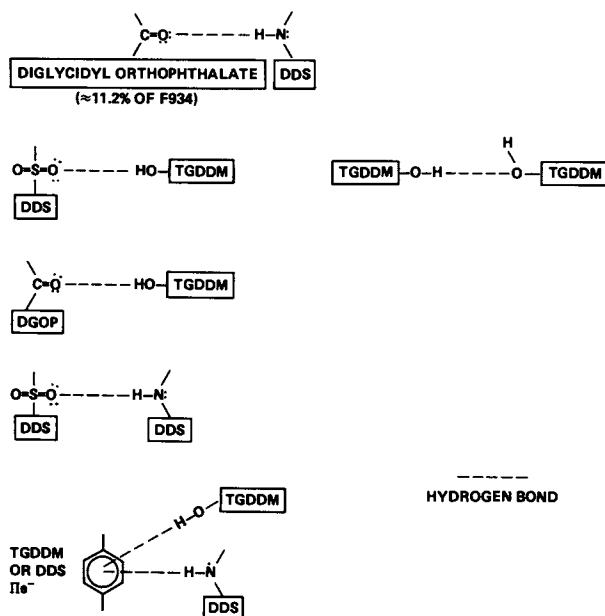 C=O: H-N:
DIGLYCIDYL ORTHOPHTHALATE DDS
(≈11.2% OF F934)
O=S=O HO TGDDM
DDS
TGDDM O-H H O TGDDM
C=O HO TGDDM
DGOP
O=S=O H-N:
DDS DDS
HYDROGEN BOND
H-O TGDDM
TGDDM
OR DDS
Πe⁻
H-N
DDS